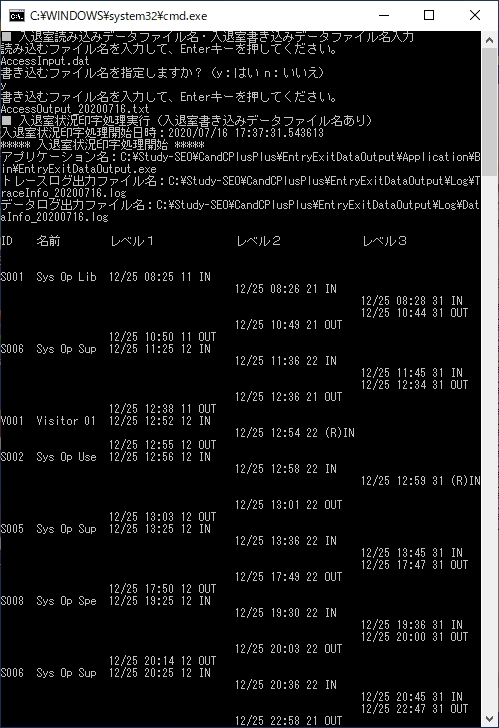 C:¥WINDOWS¥system32¥cmd.exe
■ 入退室読み込みデータファイル名・入退室書き込みデータファイル名入力
読み込むファイル名を入力して、Enterキーを押してください。
AccessInput.dat
書き込むファイル名を指定しますか？（y：はい n：いいえ）
y
書き込むファイル名を入力して、Enterキーを押してください。
AccessOutput_20200716.txt
■ 入退室状況印字処理実行（入退室書き込みデータファイル名あり）
入退室状況印字処理開始日時：2020/07/16 17:37:31.543613
***** 入退室状況印字処理開始 *****
アプリケーション名：C:¥Study-SEO¥CandCPlusPlus¥EntryExitDataOutput¥Application¥B
in¥EntryExitDataOutput.exe
トレースログ出力ファイル名：C:¥Study-SEO¥CandCPlusPlus¥EntryExitDataOutput¥Log¥T
raceInfo_20200716.log
データログ出力ファイル名：C:¥Study-SEO¥CandCPlusPlus¥EntryExitDataOutput¥Log¥Dat
aInfo_20200716.log
ID 名前 レベル１ レベル２ レベル３
S001 Sys Op Lib 12/25 08:25 11 IN
12/25 08:26 21 IN
12/25 08:28 31 IN
12/25 10:44 31 OUT
12/25 10:49 21 OUT
12/25 10:50 11 OUT
S006 Sys Op Sup 12/25 11:25 12 IN
12/25 11:36 22 IN
12/25 11:45 31 IN
12/25 12:34 31 OUT
12/25 12:36 21 OUT
12/25 12:38 11 OUT
V001 Visitor 01 12/25 12:52 12 IN
12/25 12:54 22 (R)IN
12/25 12:55 12 OUT
S002 Sys Op Use 12/25 12:56 12 IN
12/25 12:58 22 IN
12/25 12:59 31 (R)IN
12/25 13:01 22 OUT
12/25 13:03 12 OUT
S005 Sys Op Sup 12/25 13:25 12 IN
12/25 13:36 22 IN
12/25 13:45 31 IN
12/25 17:47 31 OUT
12/25 17:49 22 OUT
12/25 17:50 12 OUT
S008 Sys Op Spe 12/25 19:25 12 IN
12/25 19:30 22 IN
12/25 19:36 31 IN
12/25 20:00 31 OUT
12/25 20:03 22 OUT
12/25 20:14 12 OUT
S006 Sys Op Sup 12/25 20:25 12 IN
12/25 20:36 22 IN
12/25 20:45 31 IN
12/25 22:47 31 OUT
12/25 22:58 21 OUT